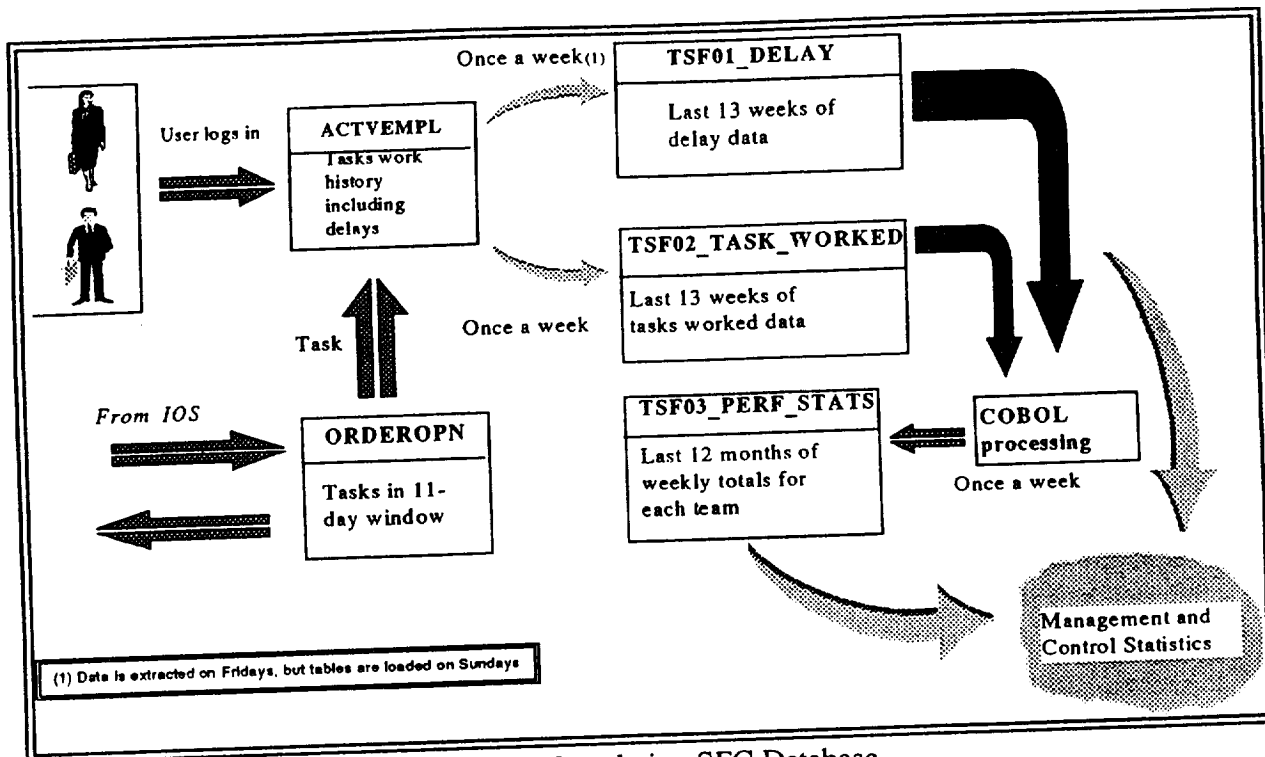 Once a week(1)
TSF01_DELAY
Last 13 weeks of
delay data
User logs in
ACTVEMPL
Tasks work
history
including
delays
TSF02_TASK_WORKED
Last 13 weeks of
tasks worked data
Once a week
Task
From IOS
ORDEROPN
Tasks in 11-
day window
TSF03_PERF_STATS
Last 12 months of
weekly totals for
each team
COBOL
processing
Once a week
Management and
Control Statistics
(1) Data is extracted on Fridays, but tables are loaded on Sundays
SFC Database